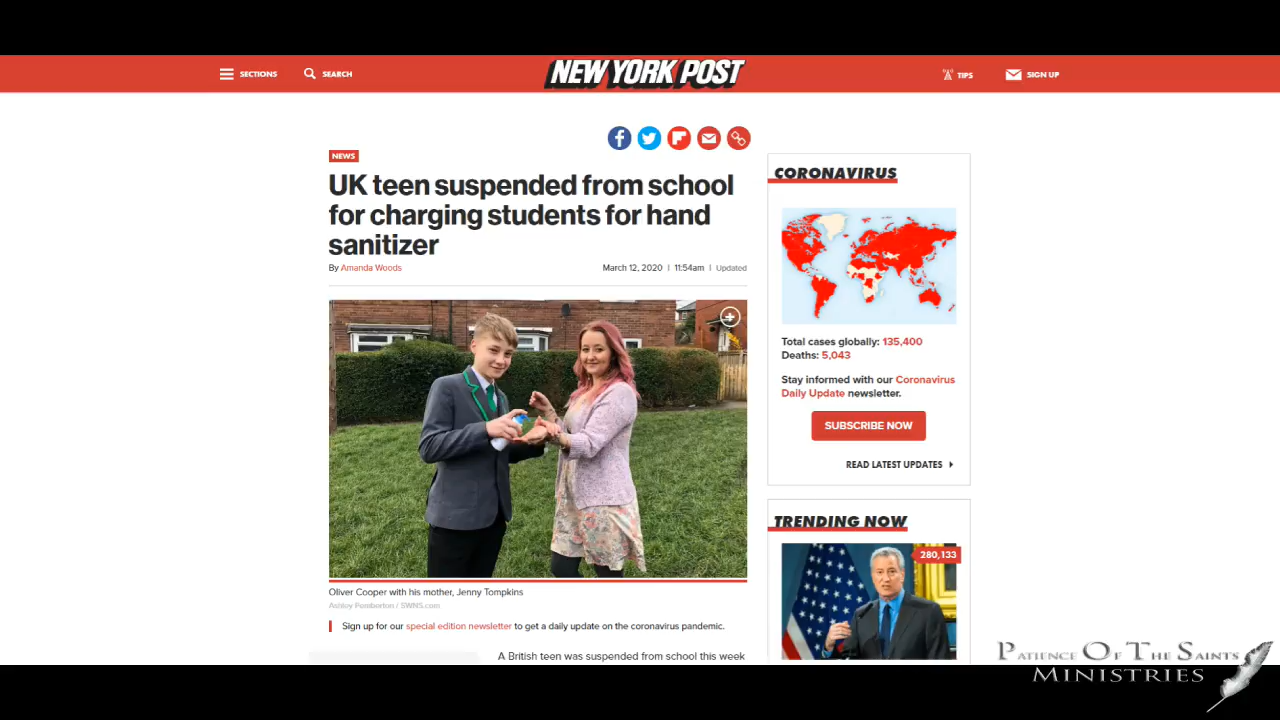 SECTIONS
SEARCH
NEW YORK POST
TIPS
SIGN UP
NEWS
UK teen suspended from school
for charging students for hand
sanitizer
By Amanda Woods
March 12, 2020 | 11:54am | Updated
Oliver Cooper with his mother, Jenny Tompkins
Ashley Pemberton / SWNS.com
Sign up for our special edition newsletter to get a daily update on the coronavirus pandemic.
A British teen was suspended from school this week
CORONAVIRUS
Total cases globally: 135,400
Deaths: 5,043
Stay informed with our Coronavirus
Daily Update newsletter.
SUBSCRIBE NOW
READ LATEST UPDATES
TRENDING NOW
280,133
PATIENCE OF THE SAINTS
MINISTRIES